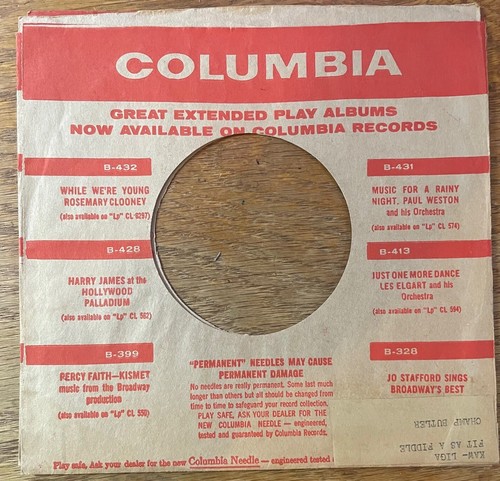 COLUMBIA
GREAT EXTENDED PLAY ALBUMS
NOW AVAILABLE ON COLUMBIA RECORDS
B-432
WHILE WE'RE YOUNG
ROSEMARY CLOONEY
(also available on "Lp" CL 6297)
B-428
HARRY JAMES at the
HOLLYWOOD
PALLADIUM
(also available on "Lp" CL 562)
B-399
PERCY FAITH—KISMET
music from the Broadway
production
(also available on "Lp" CL 550)
B-431
MUSIC FOR A RAINY
NIGHT, PAUL WESTON
and his Orchestra
(also available on "Lp" CL 574)
B-413
JUST ONE MORE DANCE
LES ELGART and his
Orchestra
(also available on "Lp" CL 594)
B-328
JO STAFFORD SINGS
BROADWAY'S BEST
"PERMANENT" NEEDLES MAY CAUSE
PERMANENT DAMAGE
No needles are really permanent. Some last much
longer than others but all should be changed from
time to time to safeguard your record collection.
PLAY SAFE, ASK YOUR DEALER FOR THE
NEW COLUMBIA NEEDLE — engineered,
tested and guaranteed by Columbia Records.
Play safe, Ask your dealer for the new Columbia Needle — engineered tested
KAW-LIGA
FIT AS A FIDDLE
CHAMP BUTLER